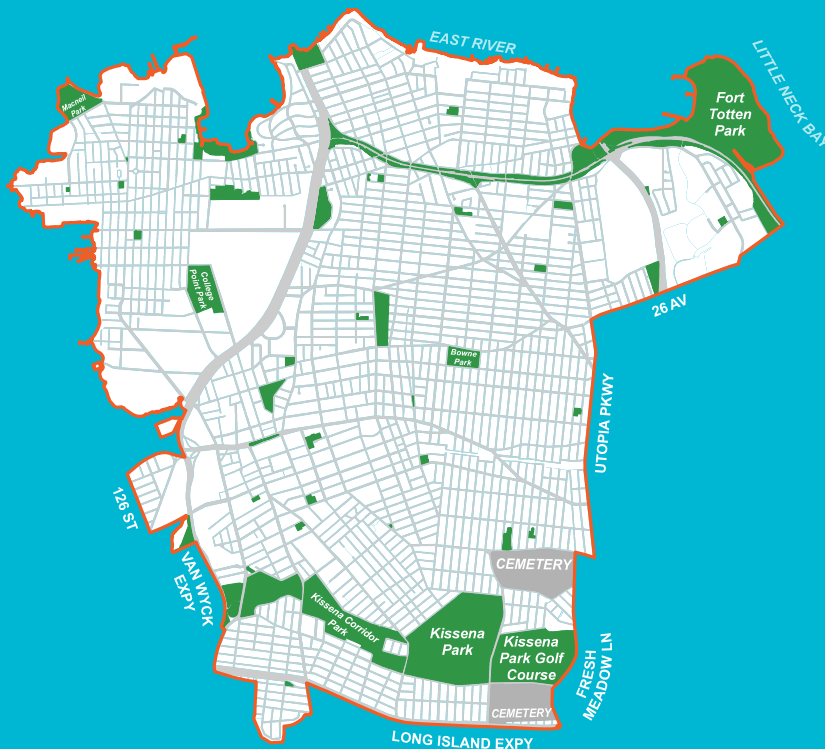 EAST RIVER
LITTLE NECK BAY
Macneil
Park
Fort
Totten
Park
College
Point Park
26 AV
Bowne
Park
UTOPIA PKWY
126 ST
VAN WYCK
EXPY
CEMETERY
Kissena Corridor
Park
Kissena
Park
Kissena
Park Golf
Course
FRESH
MEADOW LN
CEMETERY
LONG ISLAND EXPY